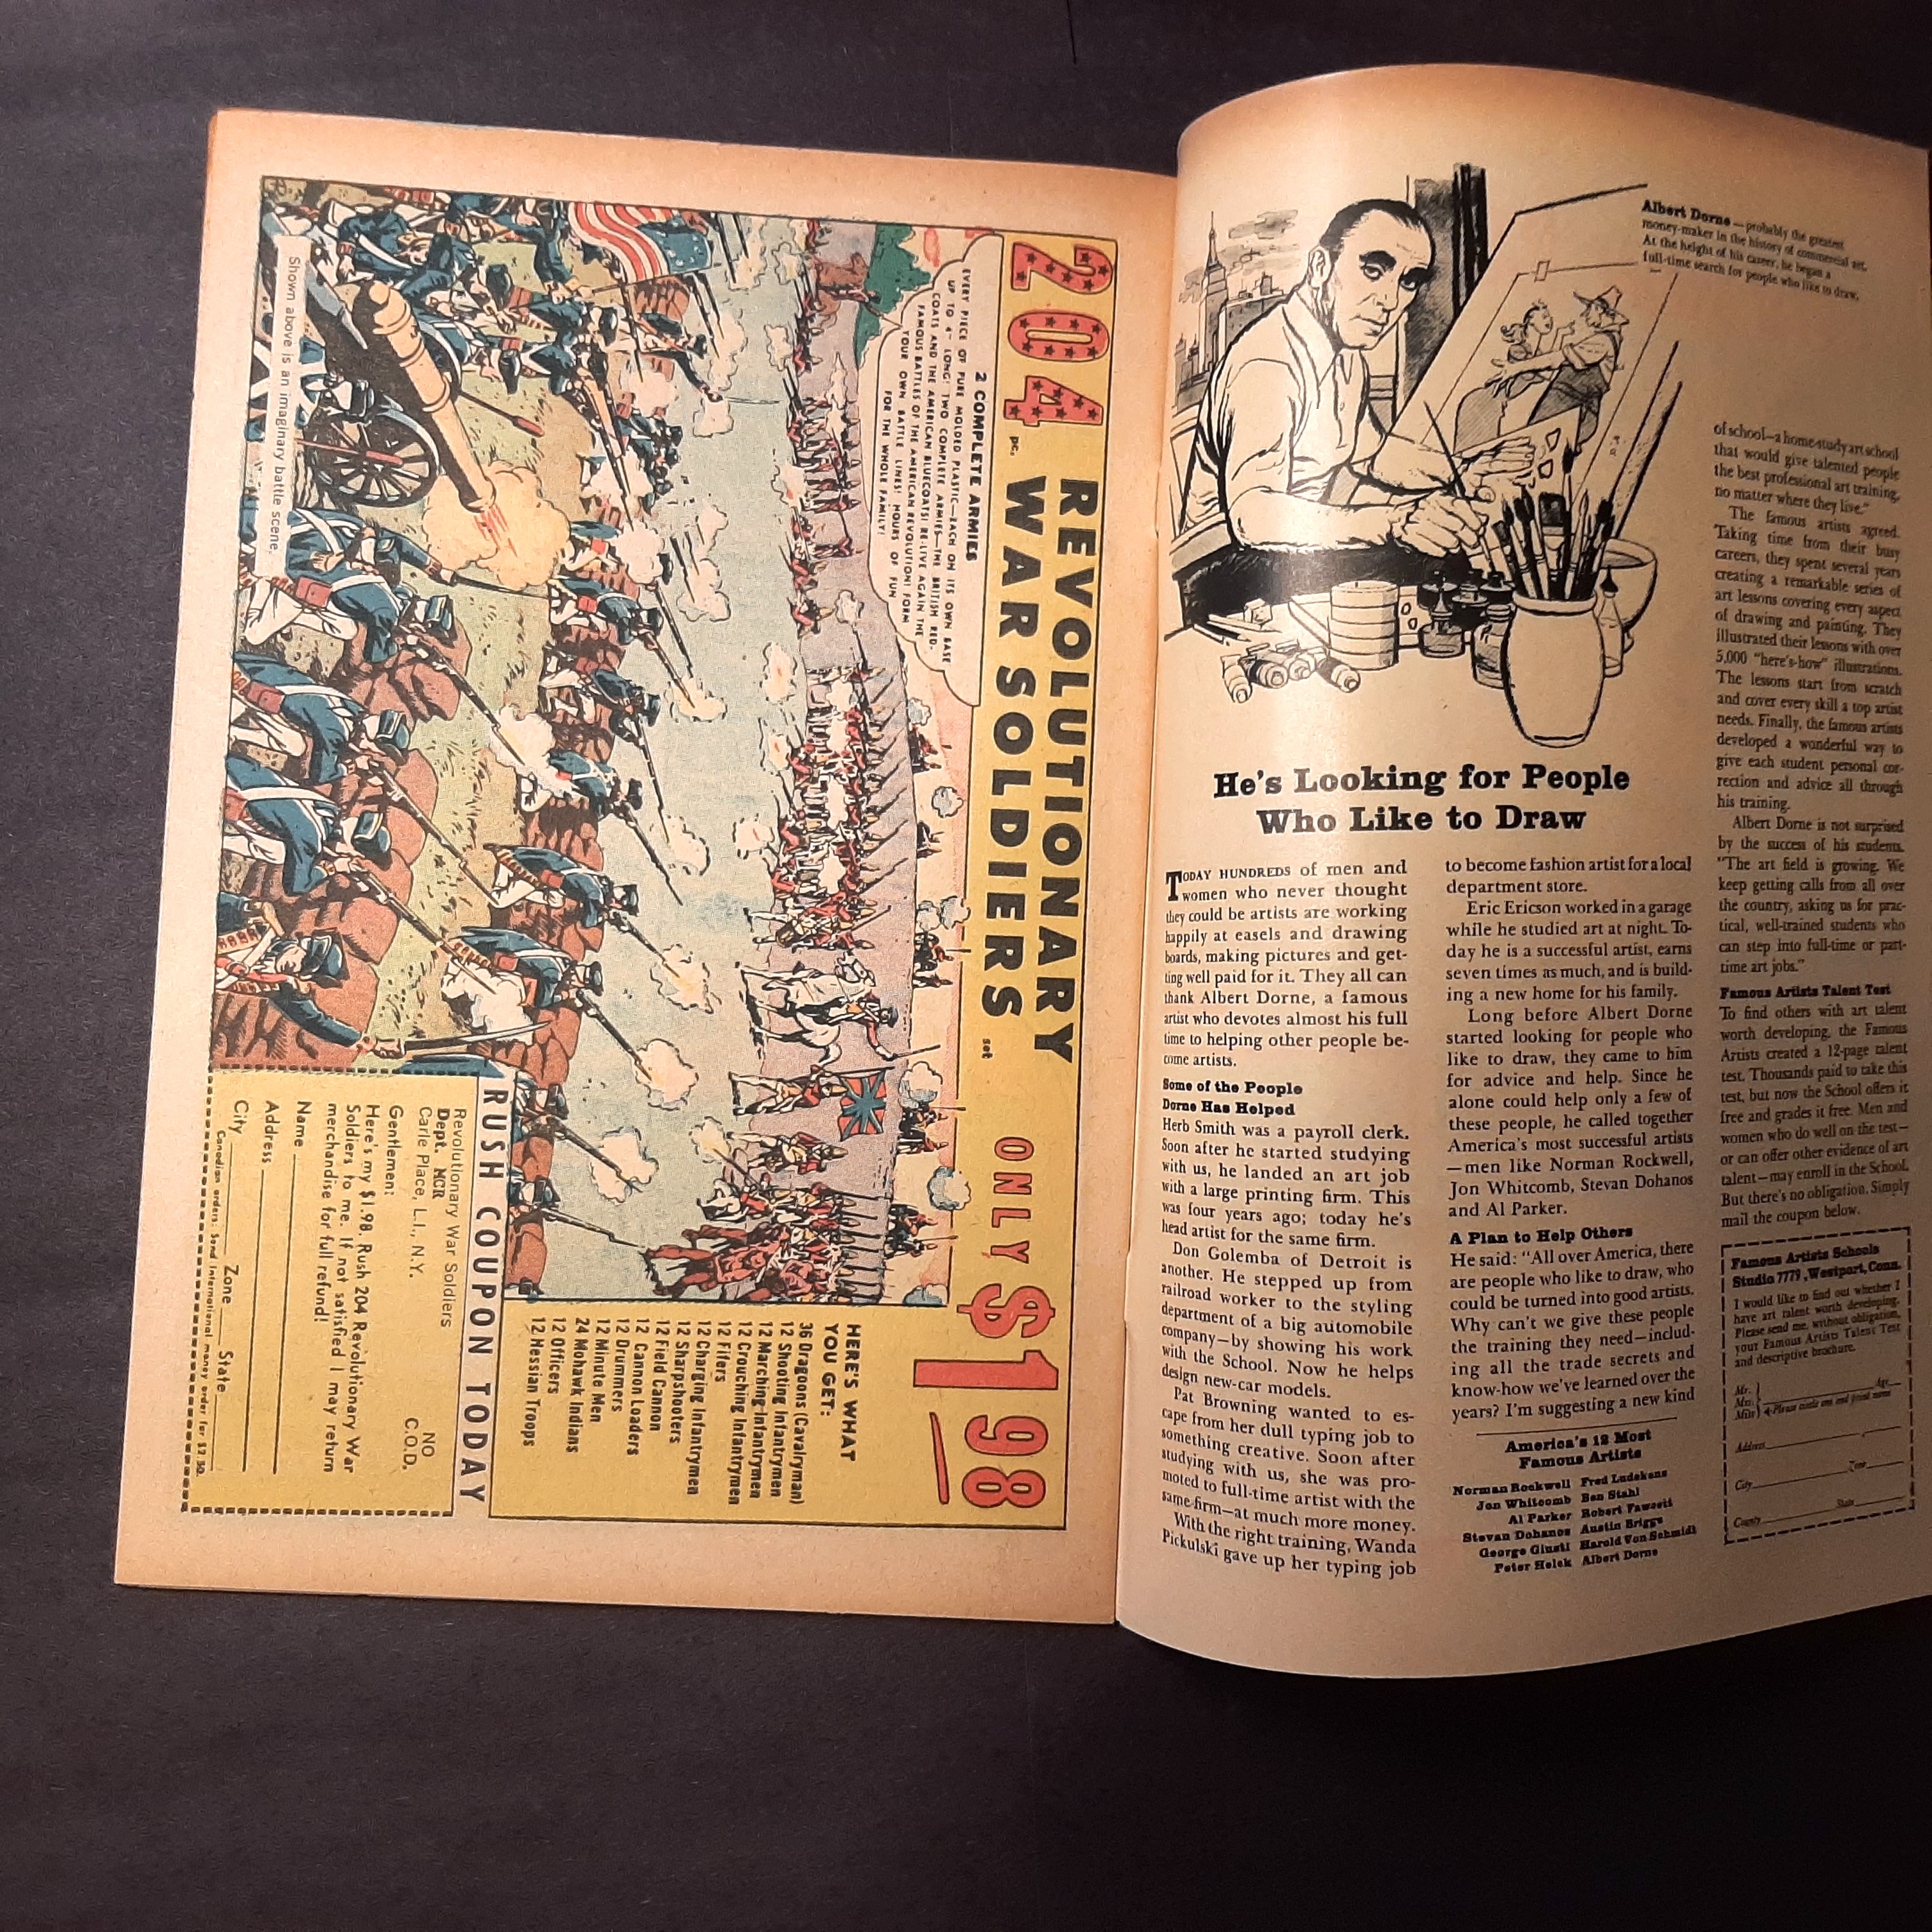 204 pc. REVOLUTIONARY
WAR SOLDIERS set
ONLY $1.98
2 COMPLETE ARMIES
EVERY PIECE OF PURE MOLDED PLASTIC—EACH ON ITS OWN BASE
UP TO 4" LONG! TWO COMPLETE ARMIES—THE BRITISH RED-
COATS AND THE AMERICAN BLUECOATS! RE-LIVE AGAIN THE
FAMOUS BATTLES OF THE AMERICAN REVOLUTION! FORM
YOUR OWN BATTLE LINES! HOURS OF FUN
FOR THE WHOLE FAMILY!
Shown above is an imaginary battle scene.
HERE'S WHAT
YOU GET:
36 Dragoons (Cavalryman)
12 Shooting Infantrymen
12 Marching Infantrymen
12 Crouching Infantrymen
12 Fifers
12 Charging Infantrymen
12 Sharpshooters
12 Field Cannon
12 Cannon Loaders
12 Drummers
12 Minute Men
24 Mohawk Indians
12 Officers
12 Hessian Troops
RUSH COUPON TODAY
Revolutionary War Soldiers
Dept. MCR
Carle Place, L.I., N.Y.
NO
C.O.D.
Gentlemen:
Here's my $1.98. Rush 204 Revolutionary War
Soldiers to me. If not satisfied I may return
merchandise for full refund!
Name
Address
City Zone State
Canadian orders: Send international money order for $2.50.
Albert Dorne—probably the greatest
money-maker in the history of commercial art.
At the height of his career, he began a
full-time search for people who like to draw.
He's Looking for People
Who Like to Draw
TODAY HUNDREDS of men and
women who never thought
they could be artists are working
happily at easels and drawing
boards, making pictures and get-
ting well paid for it. They all can
thank Albert Dorne, a famous
artist who devotes almost his full
time to helping other people be-
come artists.
Some of the People
Dorne Has Helped
Herb Smith was a payroll clerk.
Soon after he started studying
with us, he landed an art job
with a large printing firm. This
was four years ago; today he's
head artist for the same firm.
Don Golemba of Detroit is
another. He stepped up from
railroad worker to the styling
department of a big automobile
company—by showing his work
with the School. Now he helps
design new-car models.
Pat Browning wanted to es-
cape from her dull typing job to
something creative. Soon after
studying with us, she was pro-
moted to full-time artist with the
same firm—at much more money.
With the right training, Wanda
Pickulski gave up her typing job
to become fashion artist for a local
department store.
Eric Ericson worked in a garage
while he studied art at night. To-
day he is a successful artist, earns
seven times as much, and is build-
ing a new home for his family.
Long before Albert Dorne
started looking for people who
like to draw, they came to him
for advice and help. Since he
alone could help only a few of
these people, he called together
America's most successful artists
—men like Norman Rockwell,
Jon Whitcomb, Stevan Dohanos
and Al Parker.
A Plan to Help Others
He said: "All over America, there
are people who like to draw, who
could be turned into good artists.
Why can't we give these people
the training they need—includ-
ing all the trade secrets and
know-how we've learned over the
years? I'm suggesting a new kind
America's 12 Most
Famous Artists
Norman Rockwell Fred Ludekens
Jon Whitcomb Ben Stahl
Al Parker Robert Fawcett
Stevan Dohanos Austin Briggs
George Giusti Harold Von Schmidt
Peter Helck Albert Dorne
of school—a home-study art school
that would give talented people
the best professional art training,
no matter where they live."
The famous artists agreed.
Taking time from their busy
careers, they spent several years
creating a remarkable series of
art lessons covering every aspect
of drawing and painting. They
illustrated their lessons with over
5,000 "here's-how" illustrations.
The lessons start from scratch
and cover every skill a top artist
needs. Finally, the famous artists
developed a wonderful way to
give each student personal cor-
rection and advice all through
his training.
Albert Dorne is not surprised
by the success of his students.
"The art field is growing. We
keep getting calls from all over
the country, asking us for prac-
tical, well-trained students who
can step into full-time or part-
time art jobs."
Famous Artists Talent Test
To find others with art talent
worth developing, the Famous
Artists created a 12-page talent
test. Thousands paid to take this
test, but now the School offers it
free and grades it free. Men and
women who do well on the test—
or can offer other evidence of art
talent—may enroll in the School.
But there's no obligation. Simply
mail the coupon below.
Famous Artists Schools
Studio 7779, Westport, Conn.
I would like to find out whether I
have art talent worth developing.
Please send me, without obligation,
your Famous Artists Talent Test
and descriptive brochure.
Mr. Age
Mrs.
Miss Please circle one and print name
Address
City Zone
County State